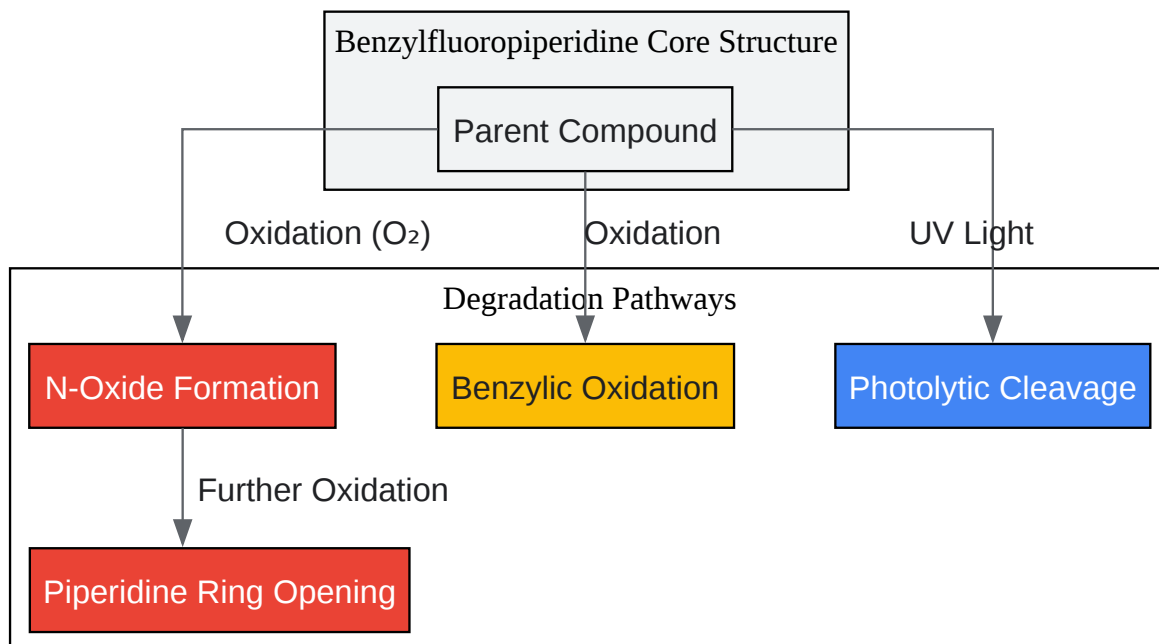 Benzylfluoropiperidine Core Structure
Parent Compound
Oxidation (O₂)
Oxidation
UV Light
Degradation Pathways
N-Oxide Formation
Benzylic Oxidation
Photolytic Cleavage
Further Oxidation
Piperidine Ring Opening